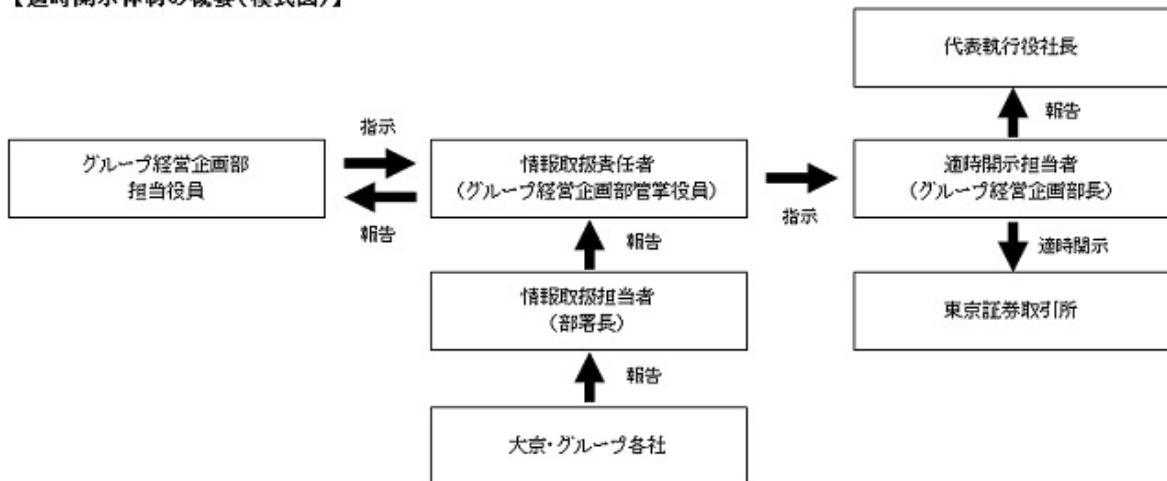 【適時開示体制の概要(模式図)】
代表執行役社長
報告
指示
グループ経営企画部
担当役員
情報取扱責任者
(グループ経営企画部管掌役員)
適時開示担当者
(グループ経営企画部長)
報告
指示
報告
適時開示
情報取扱担当者
(部署長)
東京証券取引所
報告
大京・グループ各社